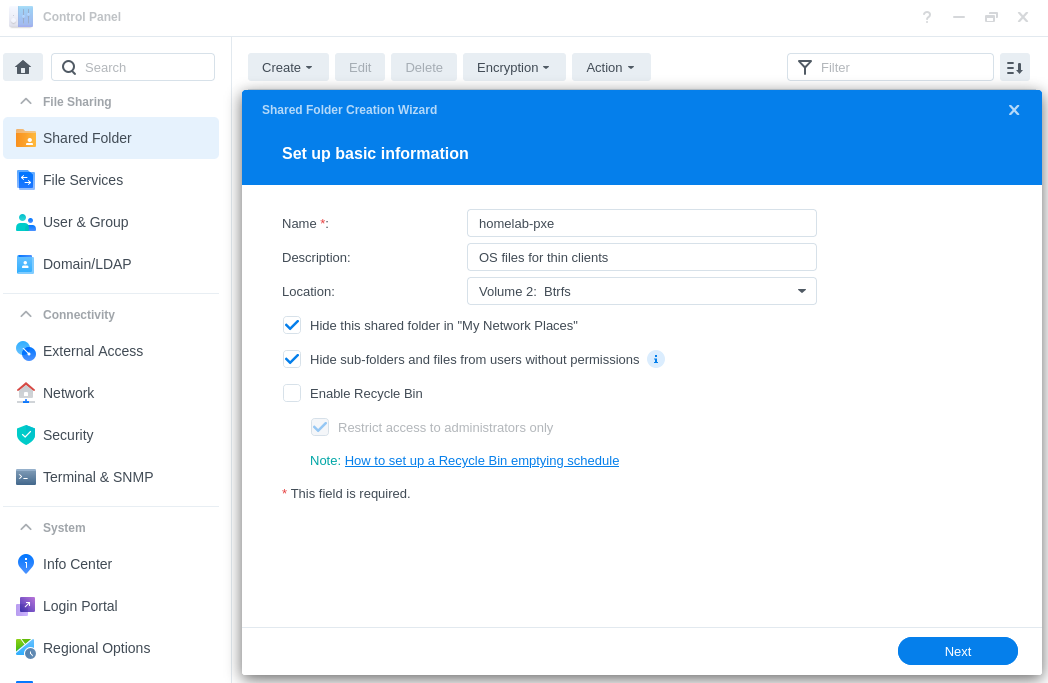 Control Panel
?
Search
Create
Edit
Delete
Encryption
Action
Filter
File Sharing
Shared Folder
File Services
User & Group
Domain/LDAP
Connectivity
External Access
Network
Security
Terminal & SNMP
System
Info Center
Login Portal
Regional Options
Shared Folder Creation Wizard
Set up basic information
Name *: homelab-pxe
Description: OS files for thin clients
Location: Volume 2: Btrfs
Hide this shared folder in "My Network Places"
Hide sub-folders and files from users without permissions
Enable Recycle Bin
Restrict access to administrators only
Note: How to set up a Recycle Bin emptying schedule
* This field is required.
Next